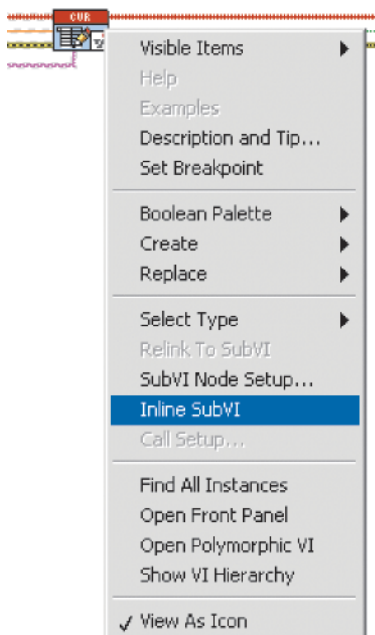 CUR
Visible Items
Help
Examples
Description and Tip...
Set Breakpoint
Boolean Palette
Create
Replace
Select Type
Relink To SubVI
SubVI Node Setup...
Inline SubVI
Call Setup...
Find All Instances
Open Front Panel
Open Polymorphic VI
Show VI Hierarchy
✓ View As Icon